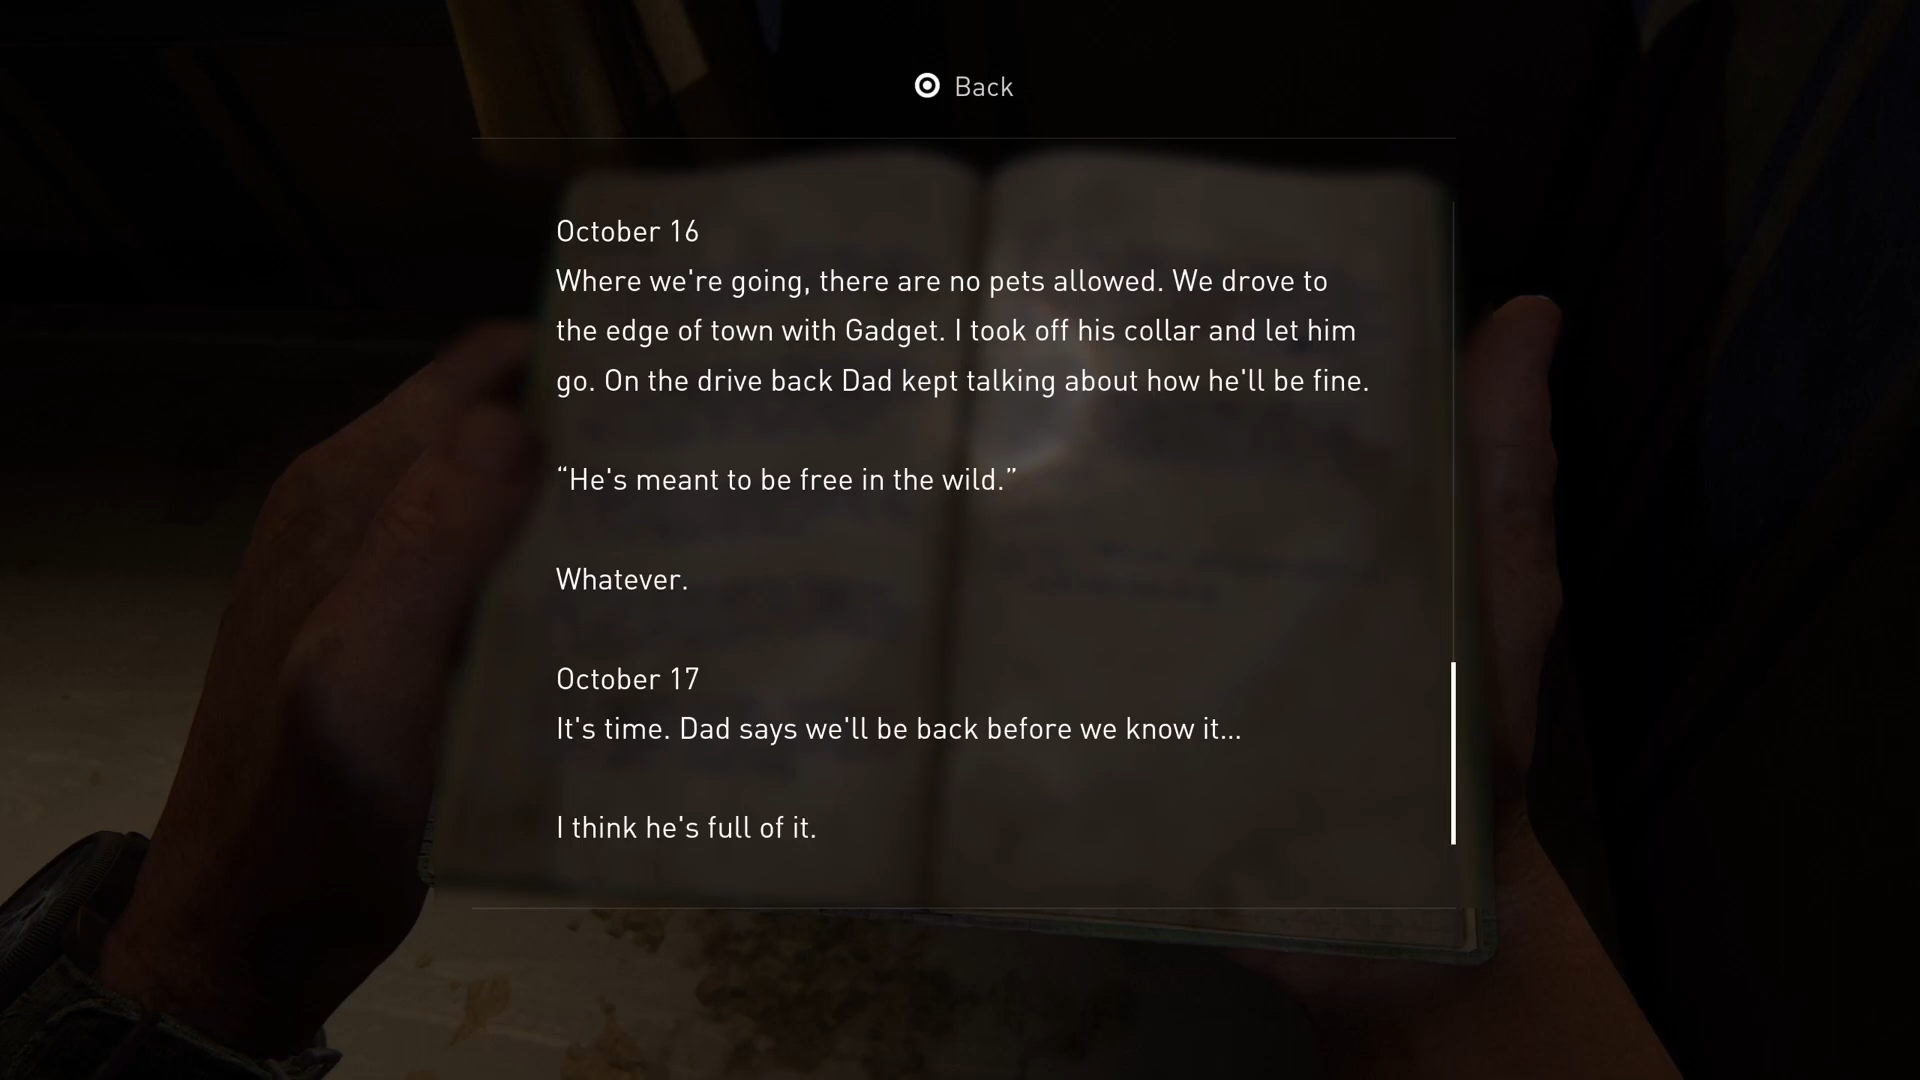 Back
October 16
Where we're going, there are no pets allowed. We drove to
the edge of town with Gadget. I took off his collar and let him
go. On the drive back Dad kept talking about how he'll be fine.
“He's meant to be free in the wild.”
Whatever.
October 17
It's time. Dad says we'll be back before we know it...
I think he's full of it.